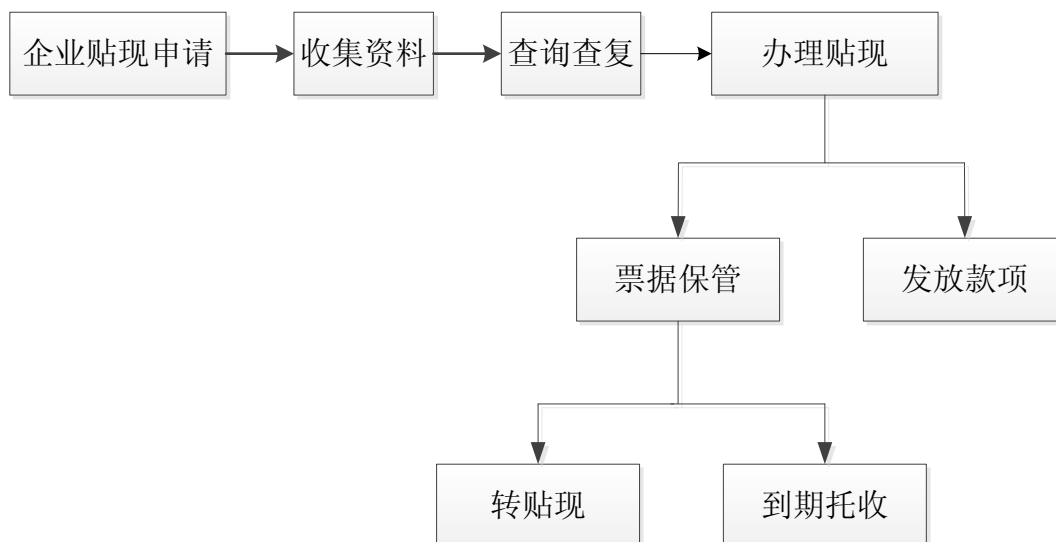 企业贴现申请
收集资料
查询查复
办理贴现
票据保管
发放款项
转贴现
到期托收